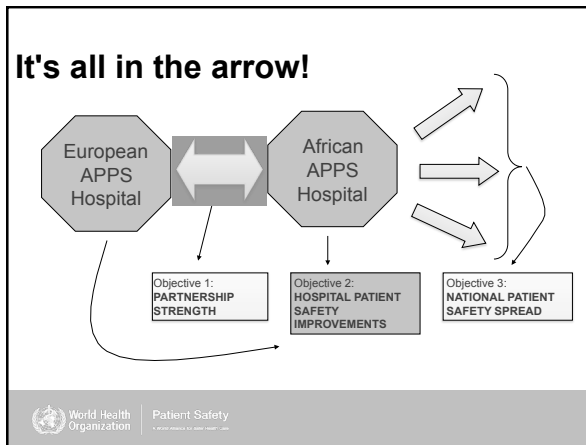 It's all in the arrow!
European
APPS
Hospital
African
APPS
Hospital
Objective 1:
PARTNERSHIP
STRENGTH
Objective 2:
HOSPITAL PATIENT
SAFETY
IMPROVEMENTS
Objective 3:
NATIONAL PATIENT
SAFETY SPREAD
World Health
Organization
Patient Safety